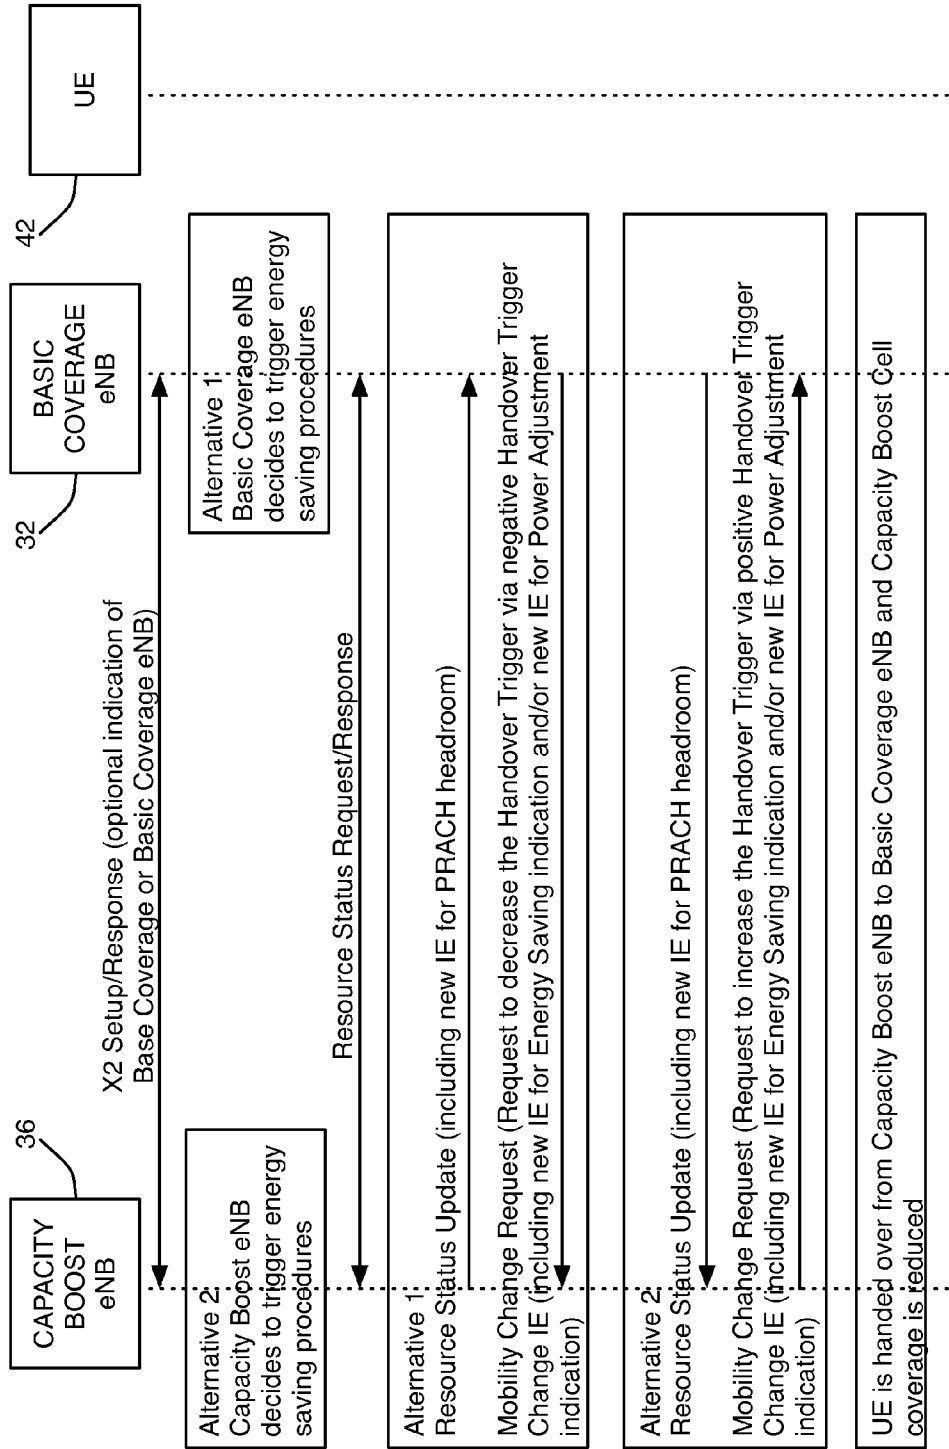 CAPACITY
BOOST
eNB
36
BASIC
COVERAGE
eNB
32
UE
42
X2 Setup/Response (optional indication of
Base Coverage or Basic Coverage eNB)
Alternative 2
Capacity Boost eNB
decides to trigger energy
saving procedures
Alternative 1
Basic Coverage eNB
decides to trigger energy
saving procedures
Resource Status Request/Response
Alternative 1
Resource Status Update (including new IE for PRACH headroom)
Mobility Change Request (Request to decrease the Handover Trigger via negative Handover Trigger
Change IE (including new IE for Energy Saving indication and/or new IE for Power Adjustment
indication)
Alternative 2
Resource Status Update (including new IE for PRACH headroom)
Mobility Change Request (Request to increase the Handover Trigger via positive Handover Trigger
Change IE (including new IE for Energy Saving indication and/or new IE for Power Adjustment
indication)
UE is handed over from Capacity Boost eNB to Basic Coverage eNB and Capacity Boost Cell
coverage is reduced